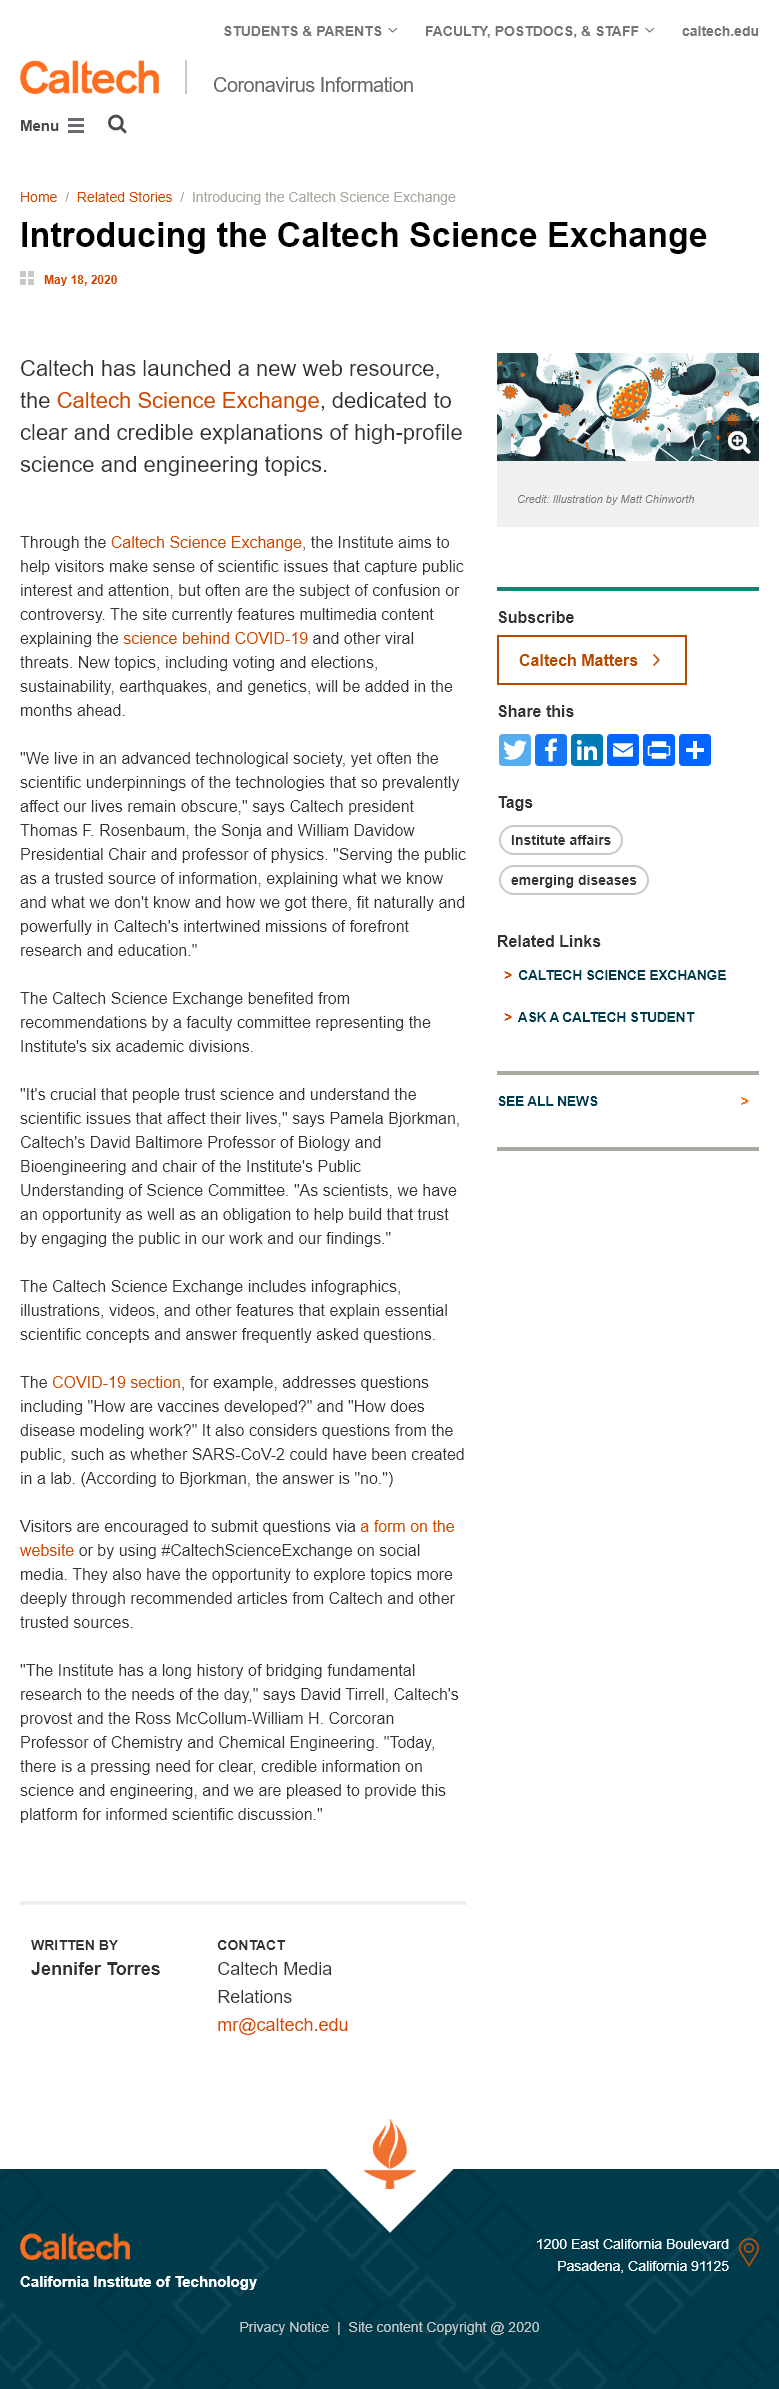 STUDENTS & PARENTS
FACULTY, POSTDOCS, & STAFF
caltech.edu
Caltech
Coronavirus Information
Menu
Home / Related Stories / Introducing the Caltech Science Exchange
Introducing the Caltech Science Exchange
May 18, 2020
Caltech has launched a new web resource,
the Caltech Science Exchange, dedicated to
clear and credible explanations of high-profile
science and engineering topics.
Through the Caltech Science Exchange, the Institute aims to
help visitors make sense of scientific issues that capture public
interest and attention, but often are the subject of confusion or
controversy. The site currently features multimedia content
explaining the science behind COVID-19 and other viral
threats. New topics, including voting and elections,
sustainability, earthquakes, and genetics, will be added in the
months ahead.
"We live in an advanced technological society, yet often the
scientific underpinnings of the technologies that so prevalently
affect our lives remain obscure," says Caltech president
Thomas F. Rosenbaum, the Sonja and William Davidow
Presidential Chair and professor of physics. "Serving the public
as a trusted source of information, explaining what we know
and what we don't know and how we got there, fit naturally and
powerfully in Caltech's intertwined missions of forefront
research and education."
The Caltech Science Exchange benefited from
recommendations by a faculty committee representing the
Institute's six academic divisions.
"It's crucial that people trust science and understand the
scientific issues that affect their lives," says Pamela Bjorkman,
Caltech's David Baltimore Professor of Biology and
Bioengineering and chair of the Institute's Public
Understanding of Science Committee. "As scientists, we have
an opportunity as well as an obligation to help build that trust
by engaging the public in our work and our findings."
The Caltech Science Exchange includes infographics,
illustrations, videos, and other features that explain essential
scientific concepts and answer frequently asked questions.
The COVID-19 section, for example, addresses questions
including "How are vaccines developed?" and "How does
disease modeling work?" It also considers questions from the
public, such as whether SARS-CoV-2 could have been created
in a lab. (According to Bjorkman, the answer is "no.")
Visitors are encouraged to submit questions via a form on the
website or by using #CaltechScienceExchange on social
media. They also have the opportunity to explore topics more
deeply through recommended articles from Caltech and other
trusted sources.
"The Institute has a long history of bridging fundamental
research to the needs of the day," says David Tirrell, Caltech's
provost and the Ross McCollum-William H. Corcoran
Professor of Chemistry and Chemical Engineering. "Today,
there is a pressing need for clear, credible information on
science and engineering, and we are pleased to provide this
platform for informed scientific discussion."
Credit: Illustration by Matt Chinworth
Subscribe
Caltech Matters >
Share this
Tags
Institute affairs
emerging diseases
Related Links
> CALTECH SCIENCE EXCHANGE
> ASK A CALTECH STUDENT
SEE ALL NEWS >
WRITTEN BY
Jennifer Torres
CONTACT
Caltech Media
Relations
mr@caltech.edu
Caltech
California Institute of Technology
1200 East California Boulevard
Pasadena, California 91125
Privacy Notice | Site content Copyright @ 2020